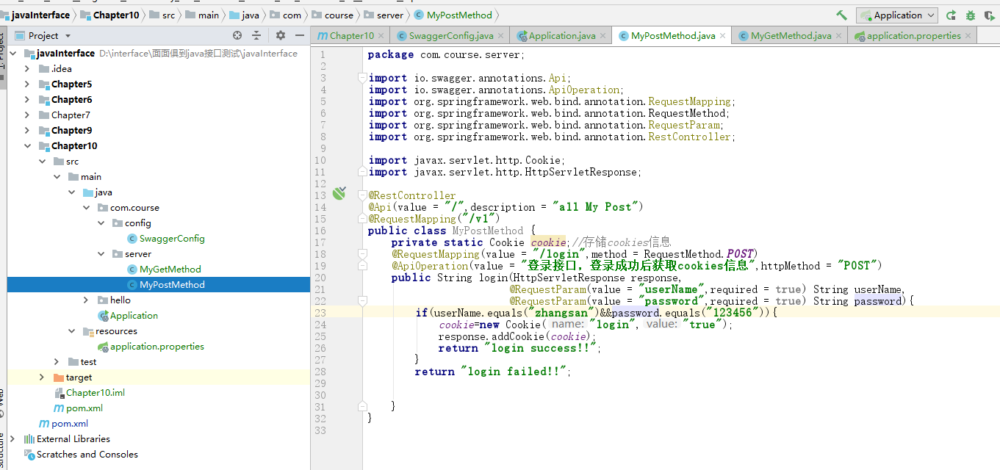 javaInterface Chapter10 src main java com course server MyPostMethod Application
Project
Chapter10 SwaggerConfig.java Application.java MyPostMethod.java MyGetMethod.java application.properties
javaInterface D:\interface\面面俱到java接口测试\javaInterface
.idea
Chapter5
Chapter6
Chapter7
Chapter9
Chapter10
src
main
java
com.course
config
SwaggerConfig
server
MyGetMethod
MyPostMethod
hello
Application
resources
application.properties
test
target
Chapter10.iml
pom.xml
pom.xml
External Libraries
Scratches and Consoles
1 package com.course.server;
2
3 import io.swagger.annotations.Api;
4 import io.swagger.annotations.ApiOperation;
5 import org.springframework.web.bind.annotation.RequestMapping;
6 import org.springframework.web.bind.annotation.RequestMethod;
7 import org.springframework.web.bind.annotation.RequestParam;
8 import org.springframework.web.bind.annotation.RestController;
9
10 import javax.servlet.http.Cookie;
11 import javax.servlet.http.HttpServletResponse;
12
13 @RestController
14 @Api(value = "/",description = "all My Post")
15 @RequestMapping("/v1")
16 public class MyPostMethod {
17 private static Cookie cookie;//存储cookies信息
18 @RequestMapping(value = "/login",method = RequestMethod.POST)
19 @ApiOperation(value = "登录接口，登录成功后获取cookies信息",httpMethod = "POST")
20 public String login(HttpServletResponse response,
21 @RequestParam(value = "userName",required = true) String userName,
22 @RequestParam(value = "password",required = true) String password){
23 if(userName.equals("zhangsan")&&password.equals("123456")){
24 cookie=new Cookie( name: "login", value: "true");
25 response.addCookie(cookie);
26 return "login success!!";
27 }
28 return "login failed!!";
29
30
31 }
32 }
33
1: Project
Web